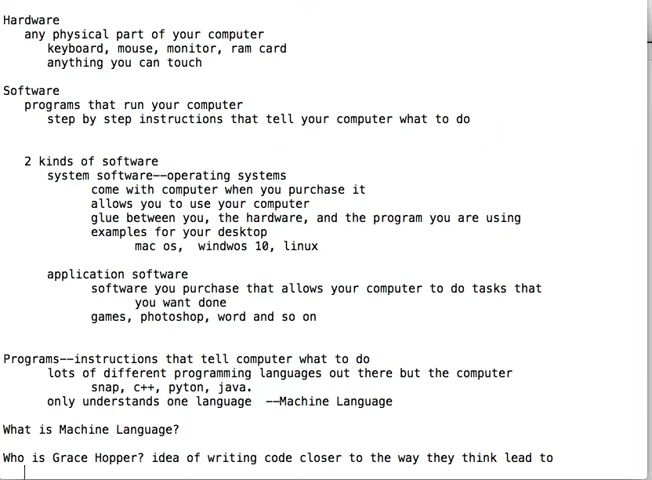 Hardware
any physical part of your computer
keyboard, mouse, monitor, ram card
anything you can touch
Software
programs that run your computer
step by step instructions that tell your computer what to do
2 kinds of software
system software--operating systems
come with computer when you purchase it
allows you to use your computer
glue between you, the hardware, and the program you are using
examples for your desktop
mac os,  windwos 10, linux
application software
software you purchase that allows your computer to do tasks that
you want done
games, photoshop, word and so on
Programs--instructions that tell computer what to do
lots of different programming languages out there but the computer
snap, c++, pyton, java.
only understands one language  --Machine Language
What is Machine Language?
Who is Grace Hopper? idea of writing code closer to the way they think lead to